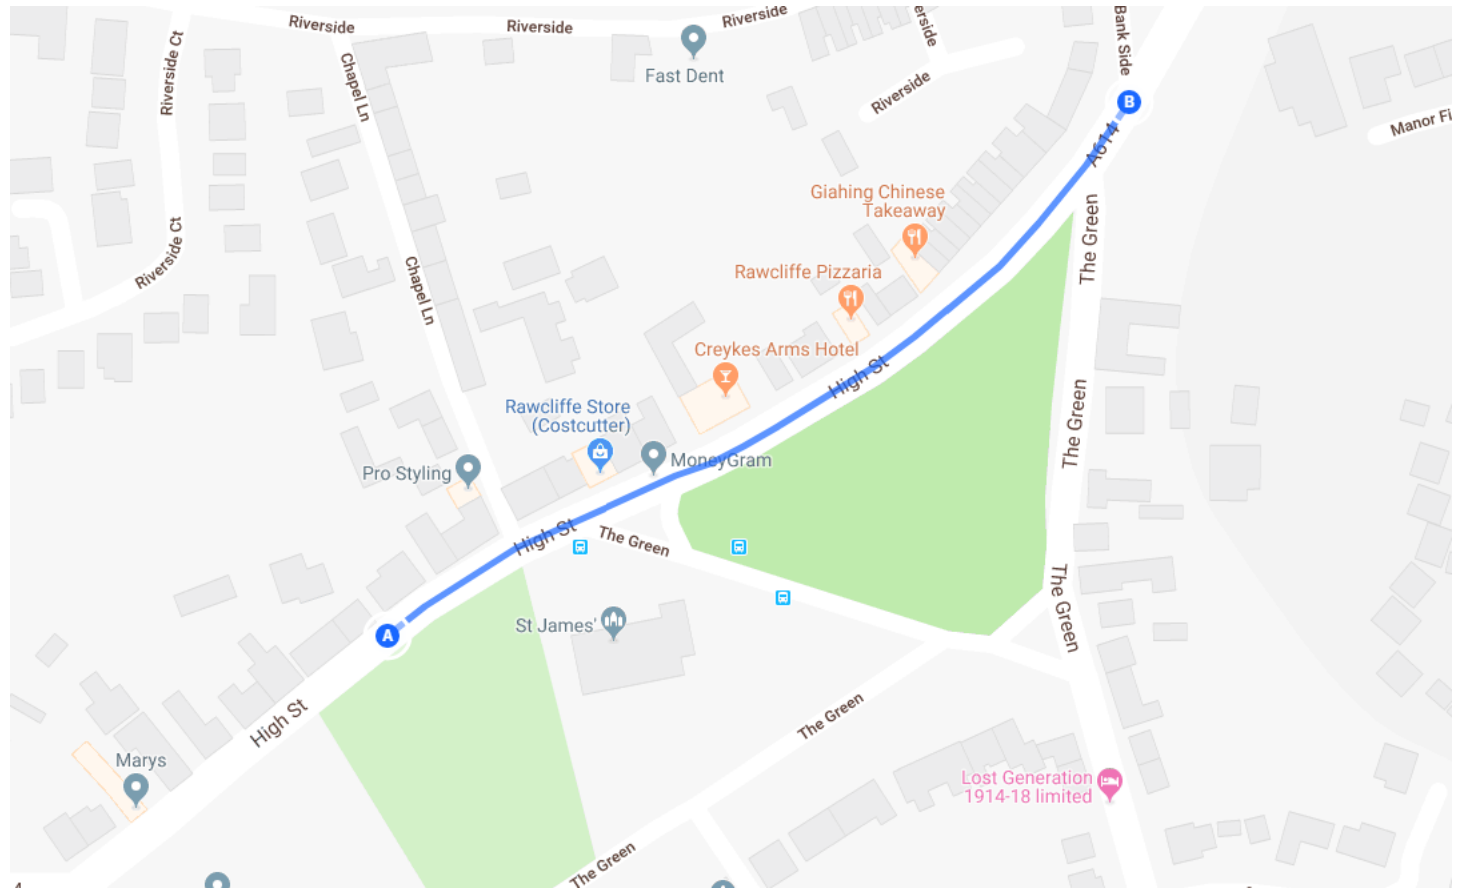 Riverside
Riverside
Riverside
Bank Side
Riverside Ct
Chapel Ln
Fast Dent
Riverside
B
Manor Fi
A614
Giahing Chinese
Takeaway
The Green
Riverside Ct
Chapel Ln
Rawcliffe Pizzaria
Creykes Arms Hotel
High St
Rawcliffe Store
(Costcutter)
The Green
Pro Styling
MoneyGram
High St
The Green
The Green
St James'
A
High St
The Green
Marys
Lost Generation
1914-18 limited
The Green